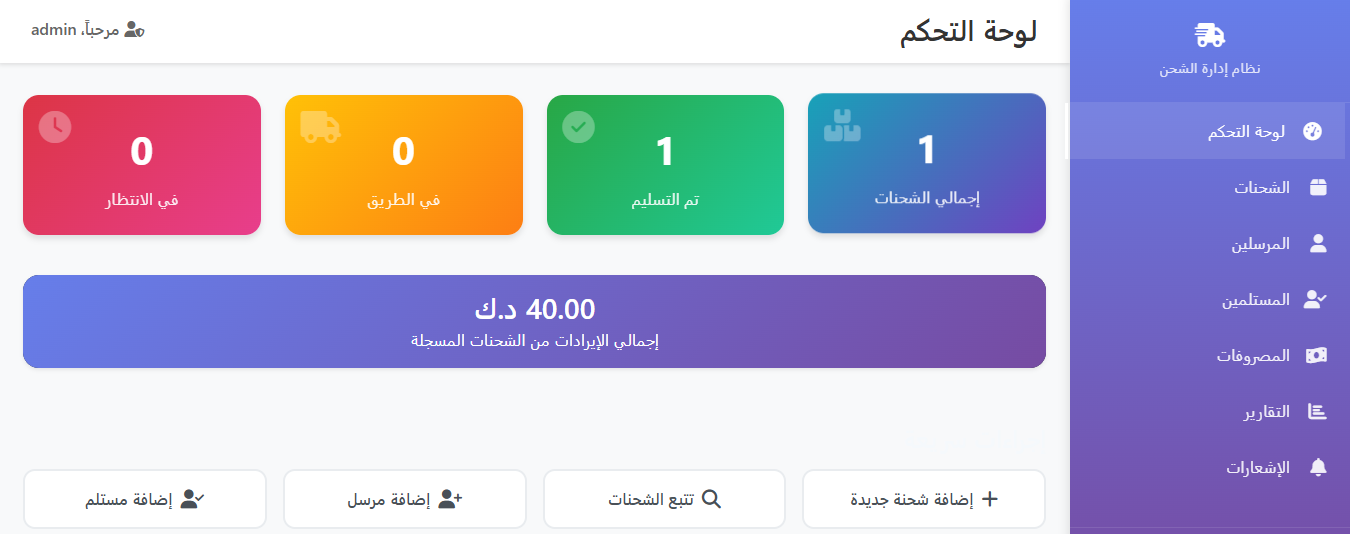 نظام إدارة الشحن
لوحة التحكم
الشحنات
المرسلين
المستلمين
المصروفات
التقارير
الإشعارات
لوحة التحكم
مرحباً، admin
1
إجمالي الشحنات
1
تم التسليم
0
في الطريق
0
في الانتظار
40.00 د.ك
إجمالي الإيرادات من الشحنات المسجلة
إضافة شحنة جديدة
تتبع الشحنات
إضافة مرسل
إضافة مستلم